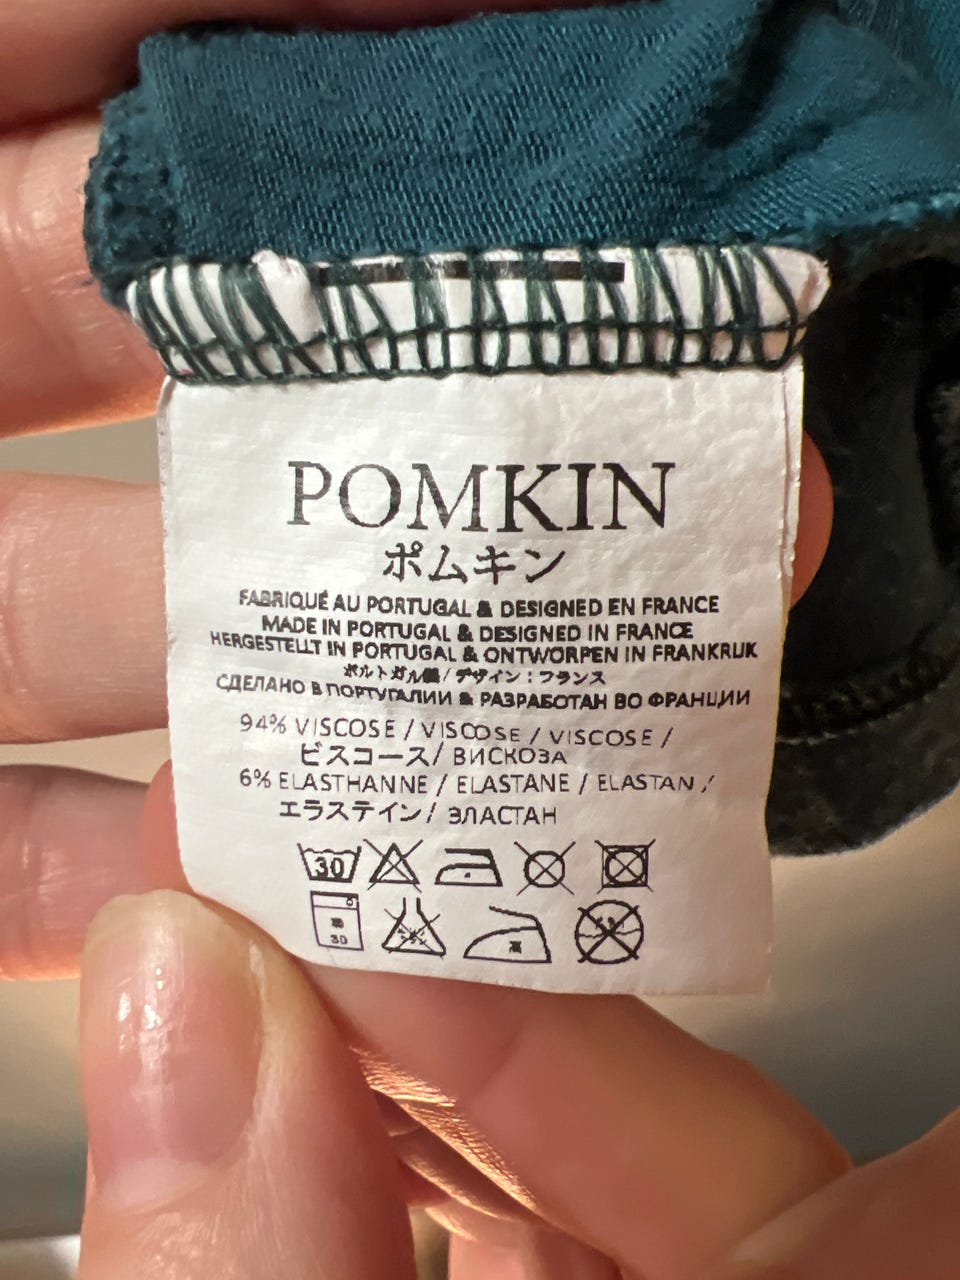 POMKIN
ポムキン
FABRIQUÉ AU PORTUGAL & DESIGNED EN FRANCE
MADE IN PORTUGAL & DESIGNED IN FRANCE
HERGESTELLT IN PORTUGAL & ONTWORPEN IN FRANKRIJK
ポルトガル製 / デザイン : フランス
СДЕЛАНО В ПОРТУГАЛИИ & РАЗРАБОТАН ВО ФРАНЦИИ
94% VISCOSE / VISCOSE / VISCOSE /
ビスコース / ВИСКОЗА
6% ELASTHANNE / ELASTANE / ELASTAN /
エラステイン / ЭЛАСТАН
30
30